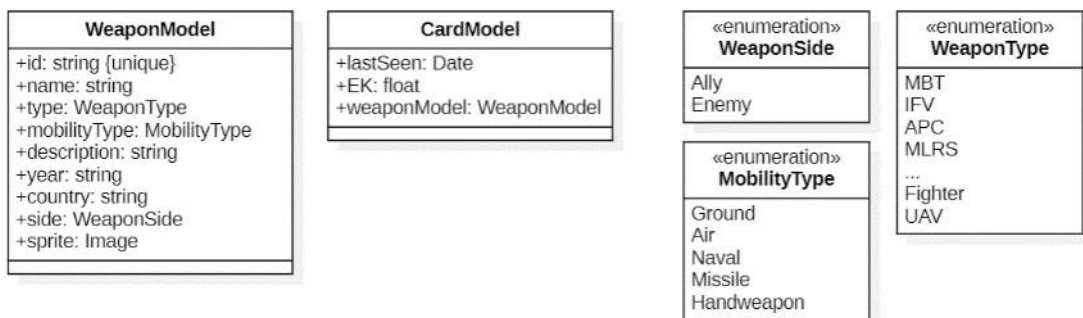 WeaponModel
+id: string {unique}
+name: string
+type: WeaponType
+mobilityType: MobilityType
+description: string
+year: string
+country: string
+side: WeaponSide
+sprite: Image
CardModel
+lastSeen: Date
+EK: float
+weaponModel: WeaponModel
«enumeration»
WeaponSide
Ally
Enemy
«enumeration»
MobilityType
Ground
Air
Naval
Missile
Handweapon
«enumeration»
WeaponType
MBT
IFV
APC
MLRS
...
Fighter
UAV